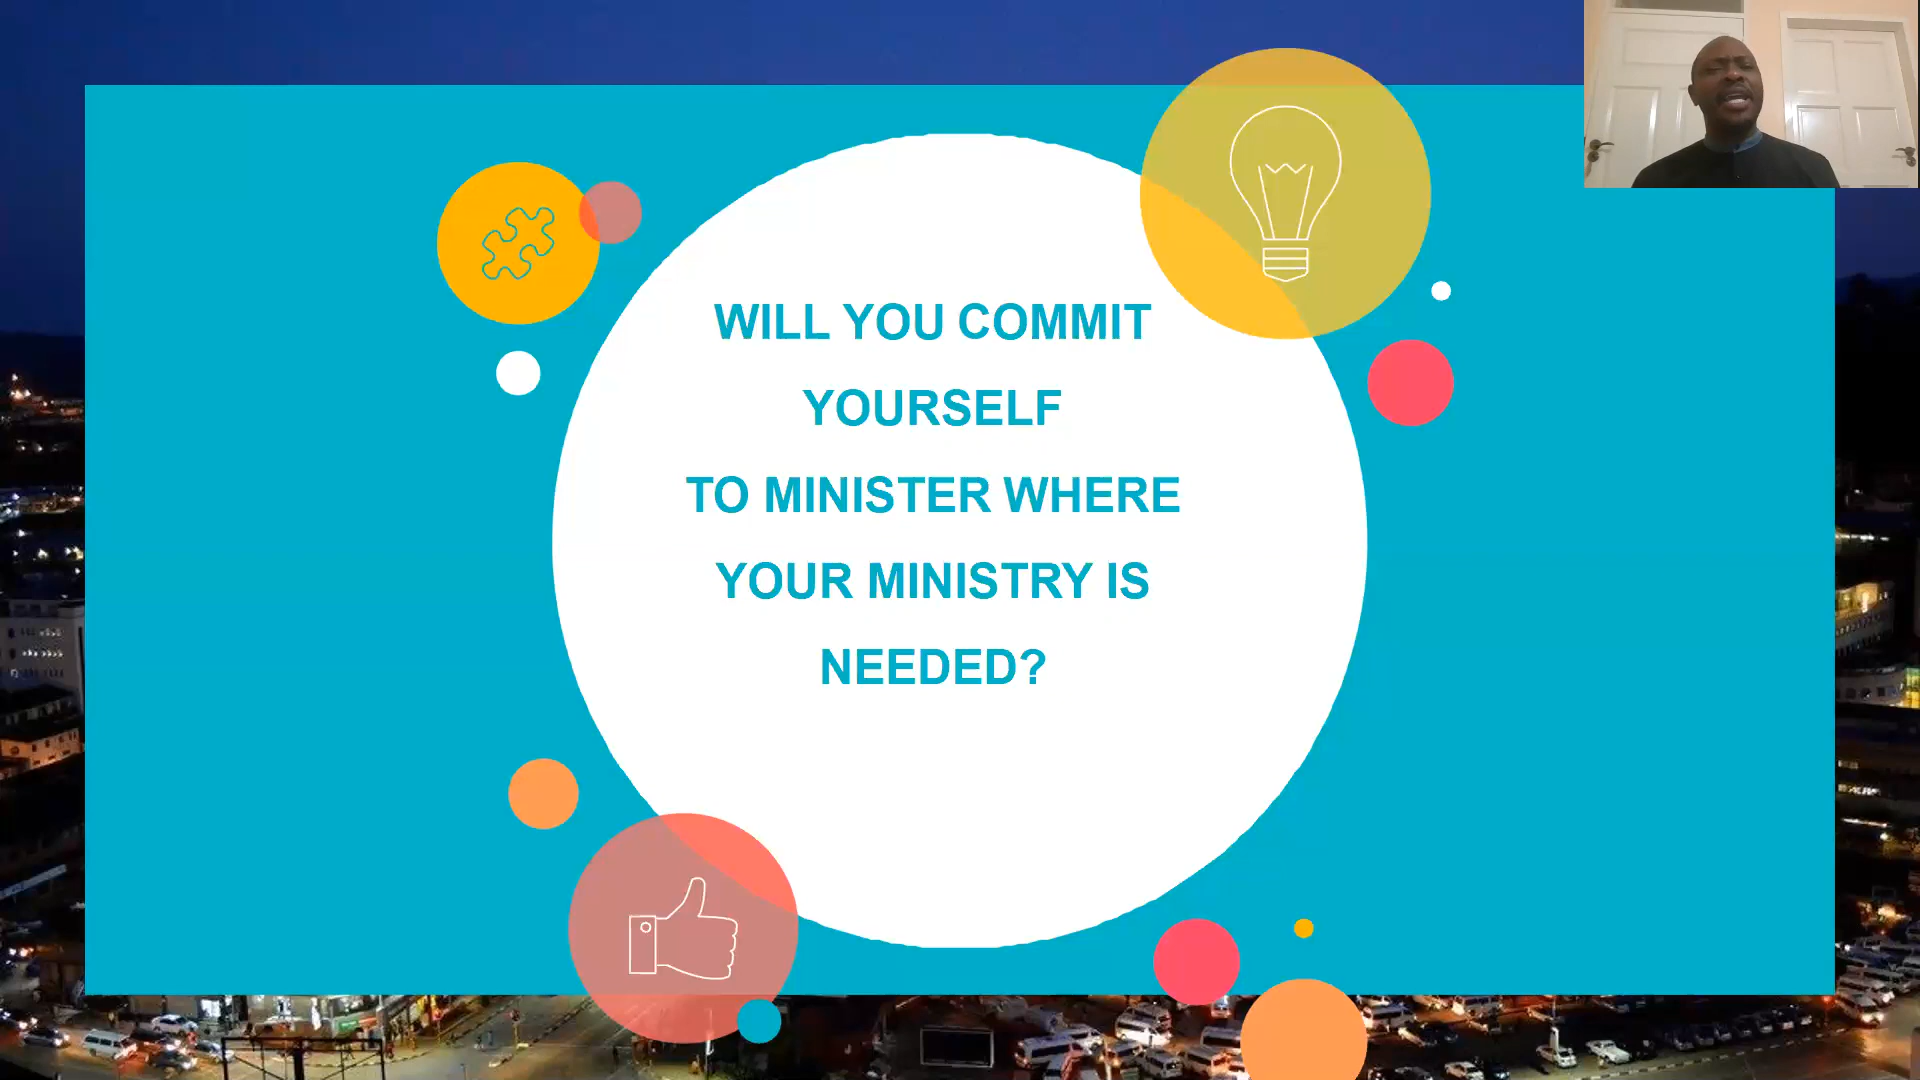 WILL YOU COMMIT
YOURSELF
TO MINISTER WHERE
YOUR MINISTRY IS
NEEDED?